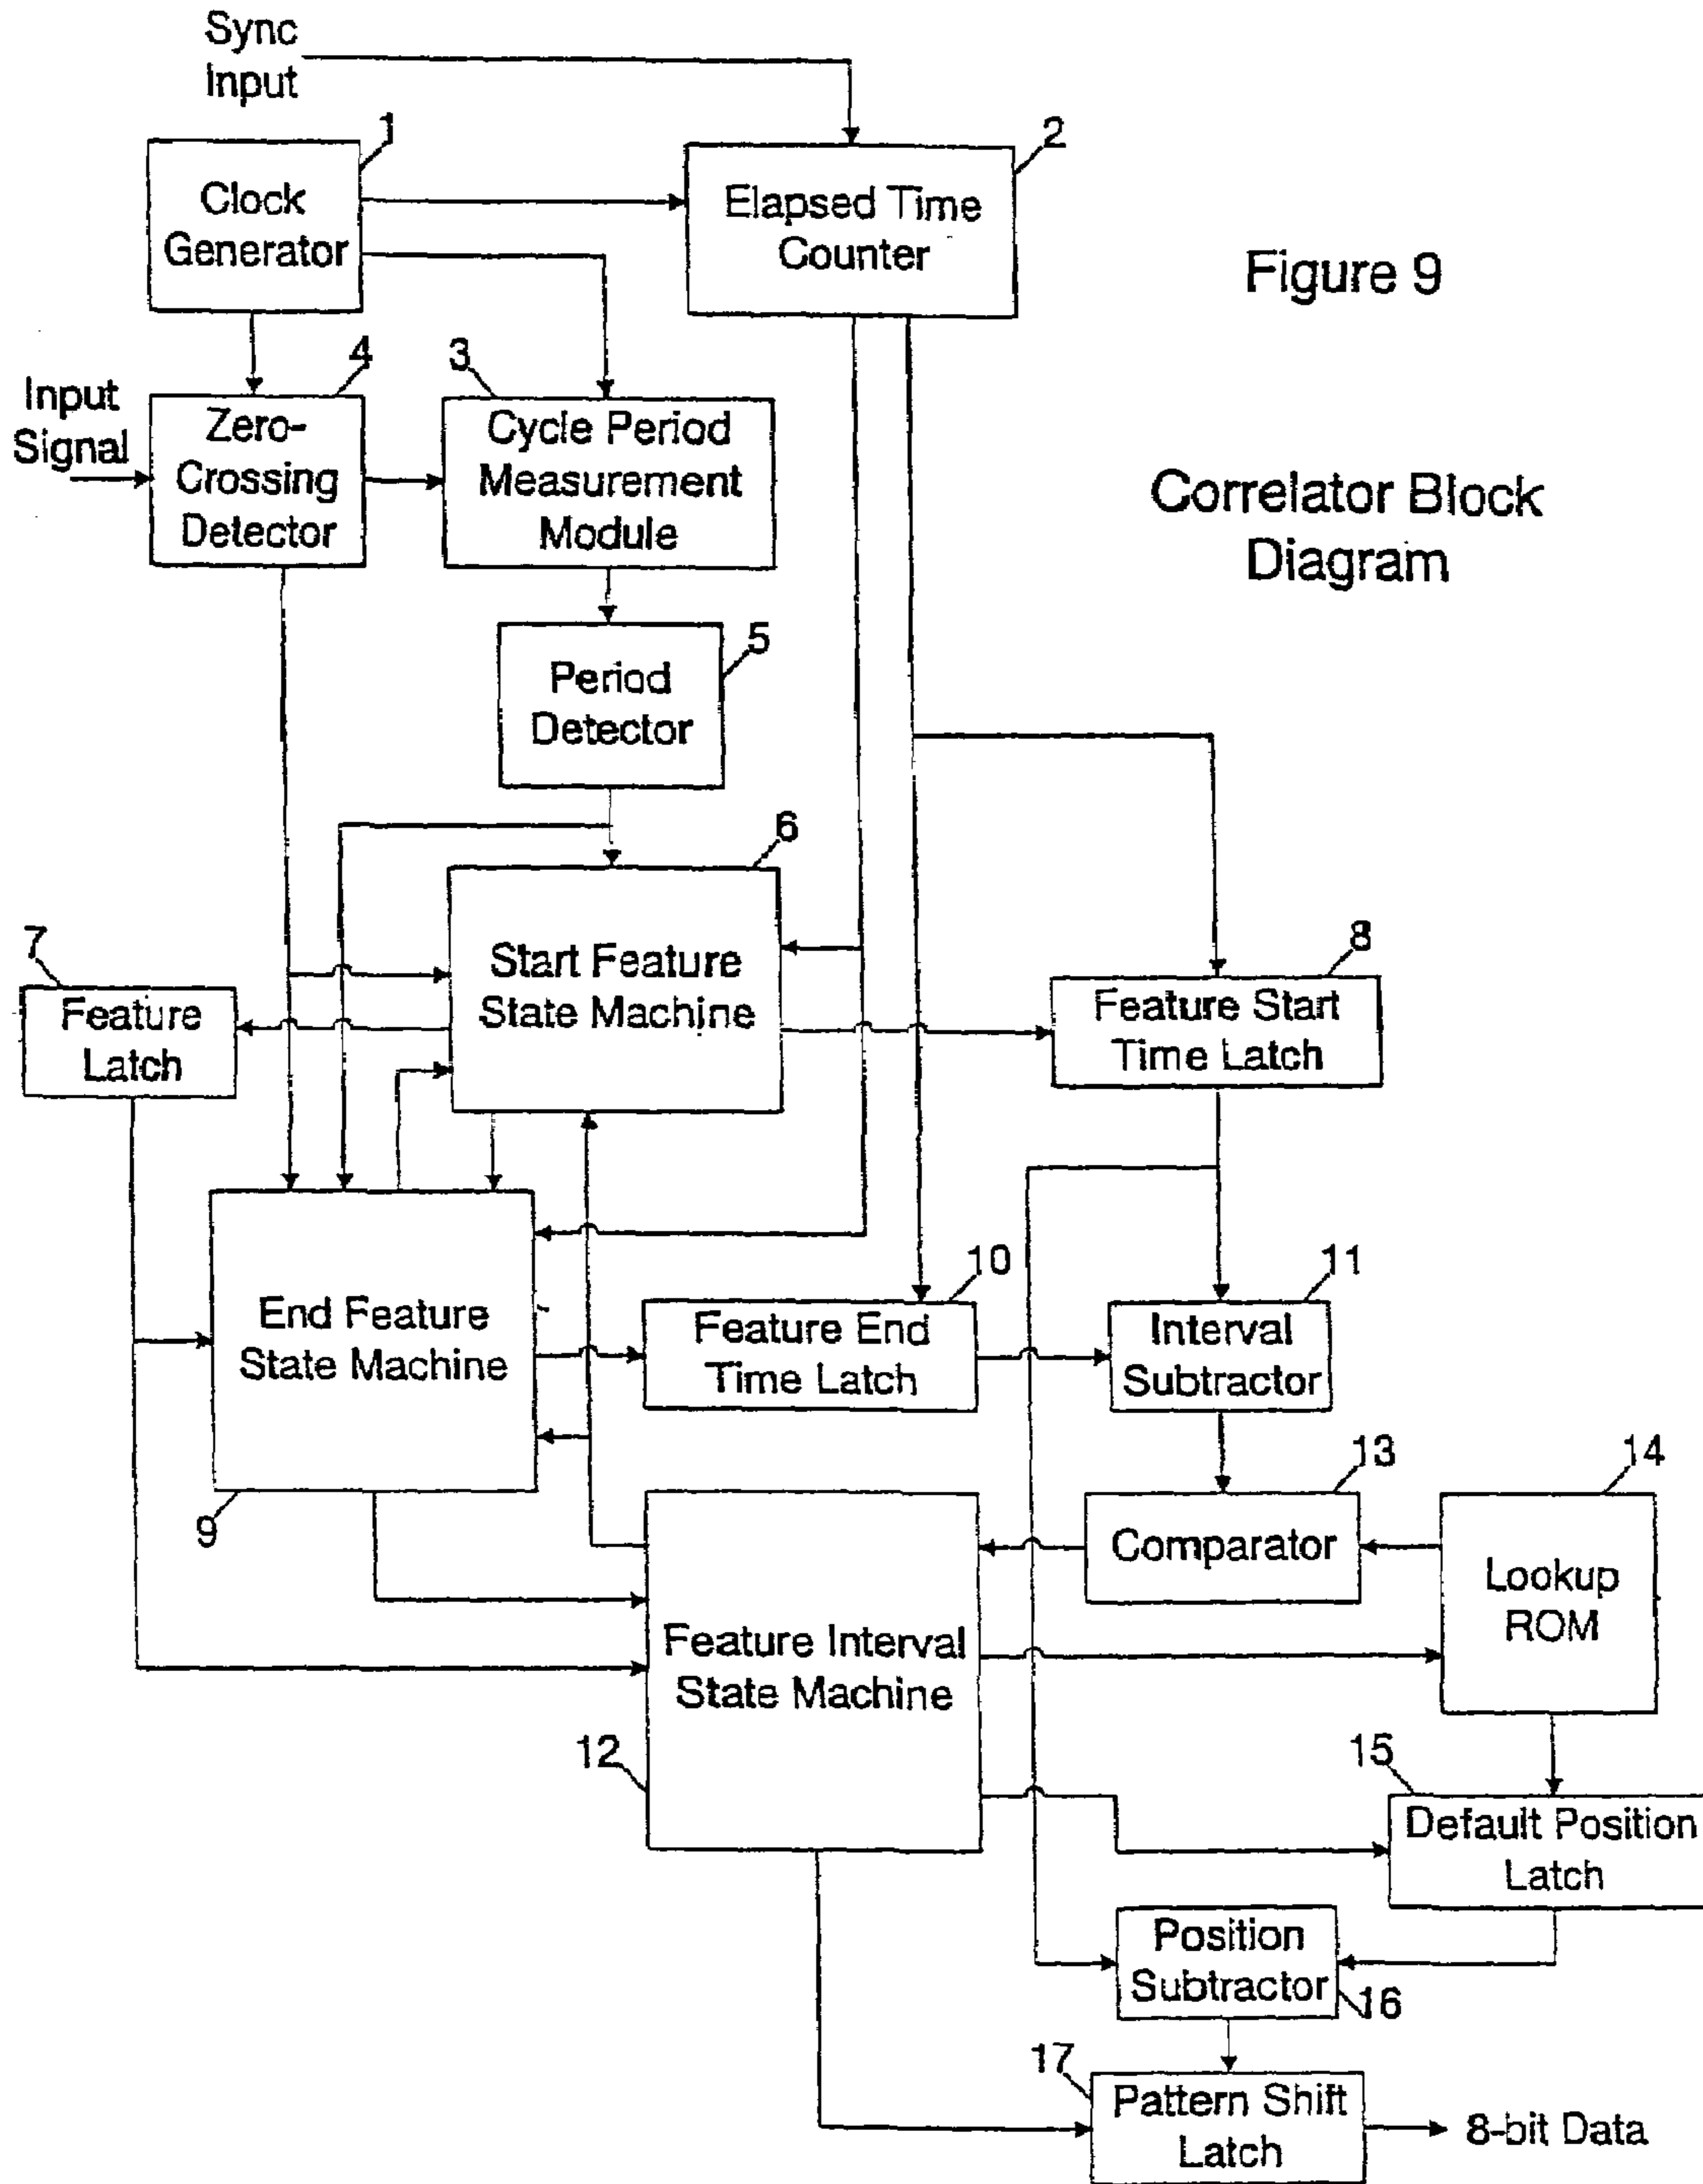 Sync
Input
1
2
Clock
Generator
Elapsed Time
Counter
Figure 9
4
3
Input
Signal
Zero-
Crossing
Detector
Cycle Period
Measurement
Module
Correlator Block
Diagram
5
Period
Detector
6
7
8
Start Feature
State Machine
Feature
Latch
Feature Start
Time Latch
10
11
End Feature
State Machine
Feature End
Time Latch
Interval
Subtractor
9
13
14
Comparator
Lookup
ROM
Feature Interval
State Machine
12
15
Default Position
Latch
Position
Subtractor
16
17
Pattern Shift
Latch
8-bit Data